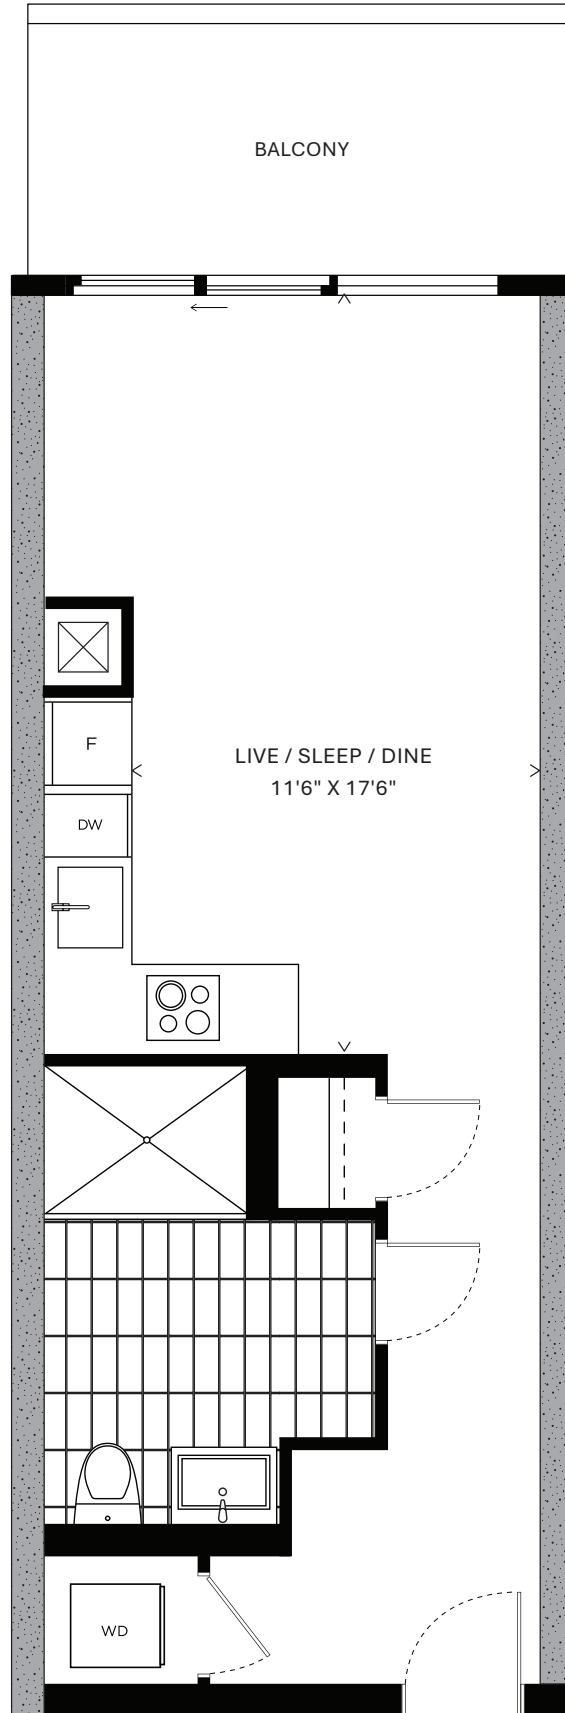 BALCONY
F
LIVE / SLEEP / DINE
11'6" X 17'6"
DW
WD